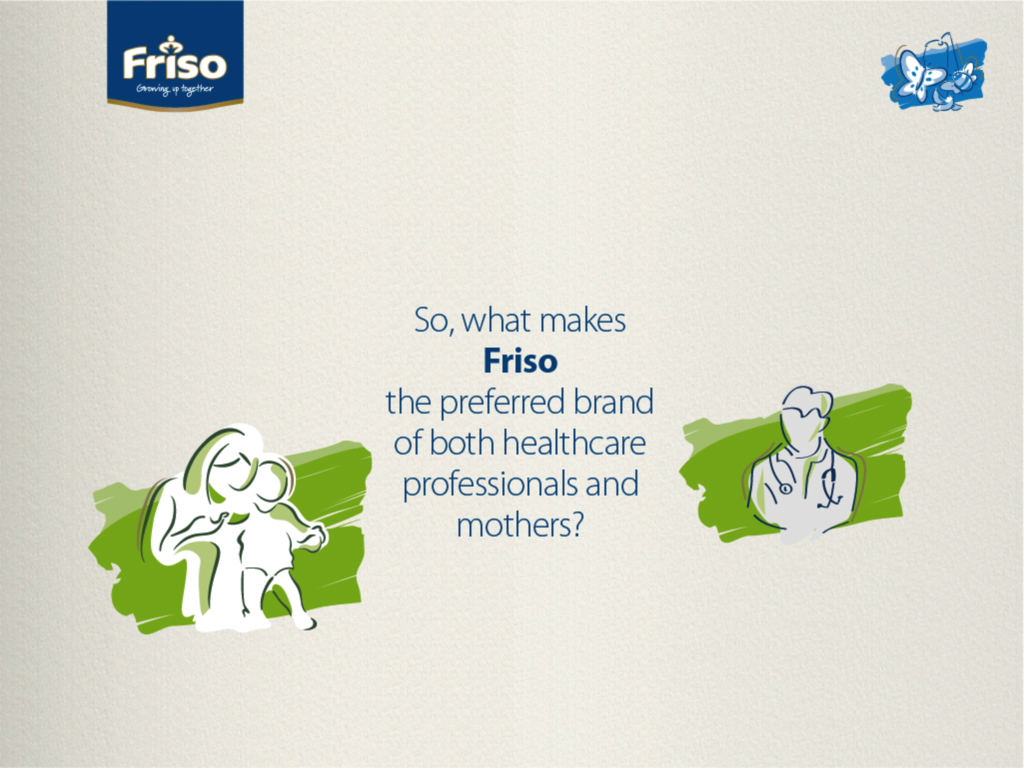 Friso
Growing up together
So, what makes
Friso
the preferred brand
of both healthcare
professionals and
mothers?